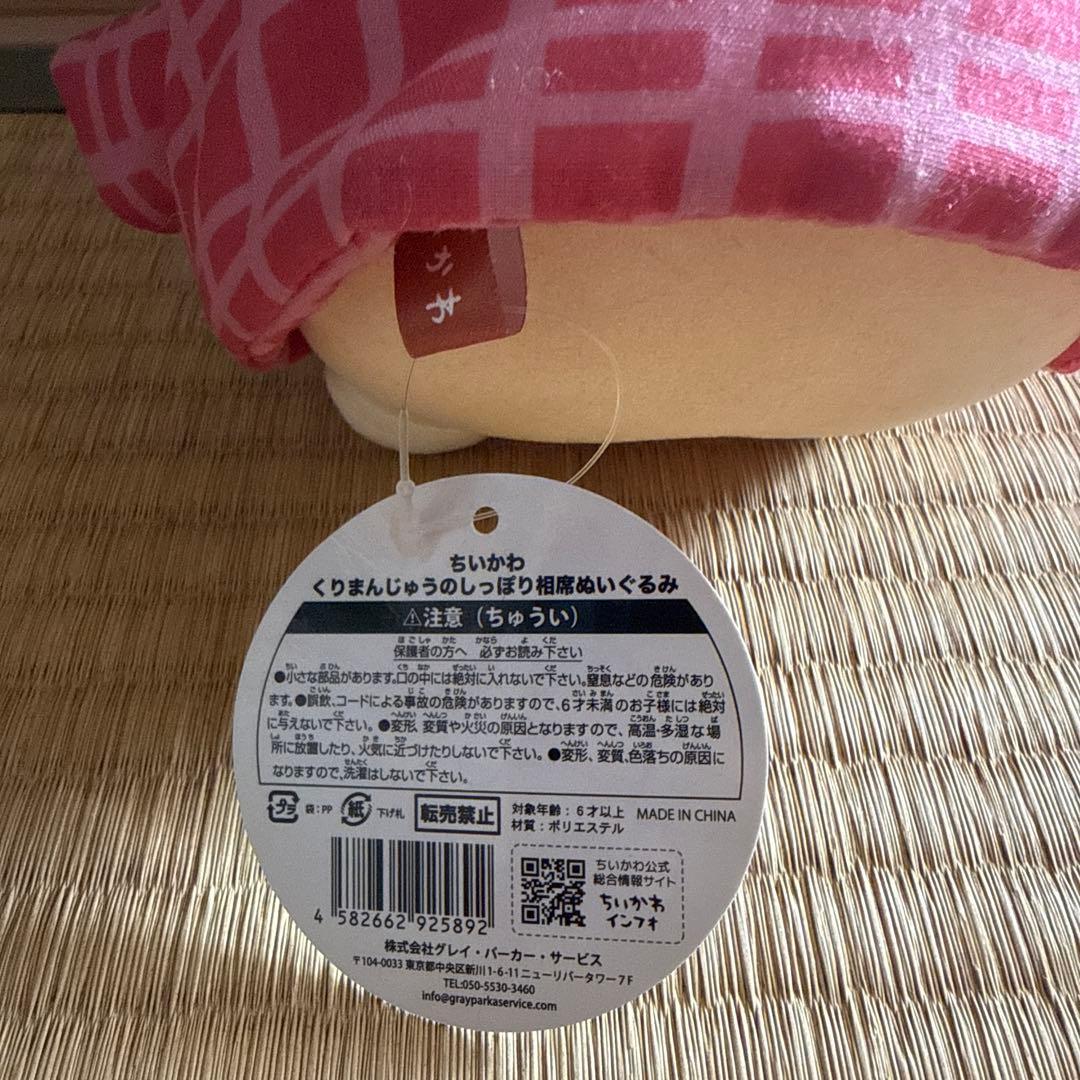 かわ
ちいかわ
くりまんじゅうのしっぽり相席ぬいぐるみ
⚠注意（ちゅうい）
保護者の方へ 必ずお読み下さい
●小さな部品があります。口の中には絶対に入れないで下さい。窒息などの危険があり
ます。●誤飲、コードによる事故の危険がありますので、6才未満のお子様には絶対
に与えないで下さい。●変形、変質や火災の原因となりますので、高温・多湿な場
所に放置したり、火気に近づけたりしないで下さい。●変形、変質、色落ちの原因に
なりますので、洗濯はしないで下さい。
プラ 袋：PP 紙 下げ札 転売禁止
対象年齢：6才以上 MADE IN CHINA
材質：ポリエステル
4 582662 925892
ちいかわ公式
総合情報サイト
ちいかわ
インフォ
株式会社グレイ・パーカー・サービス
〒104-0033 東京都中央区新川1-6-11 ニューリバータワー7F
TEL:050-5530-3460
info@grayparkaservice.com